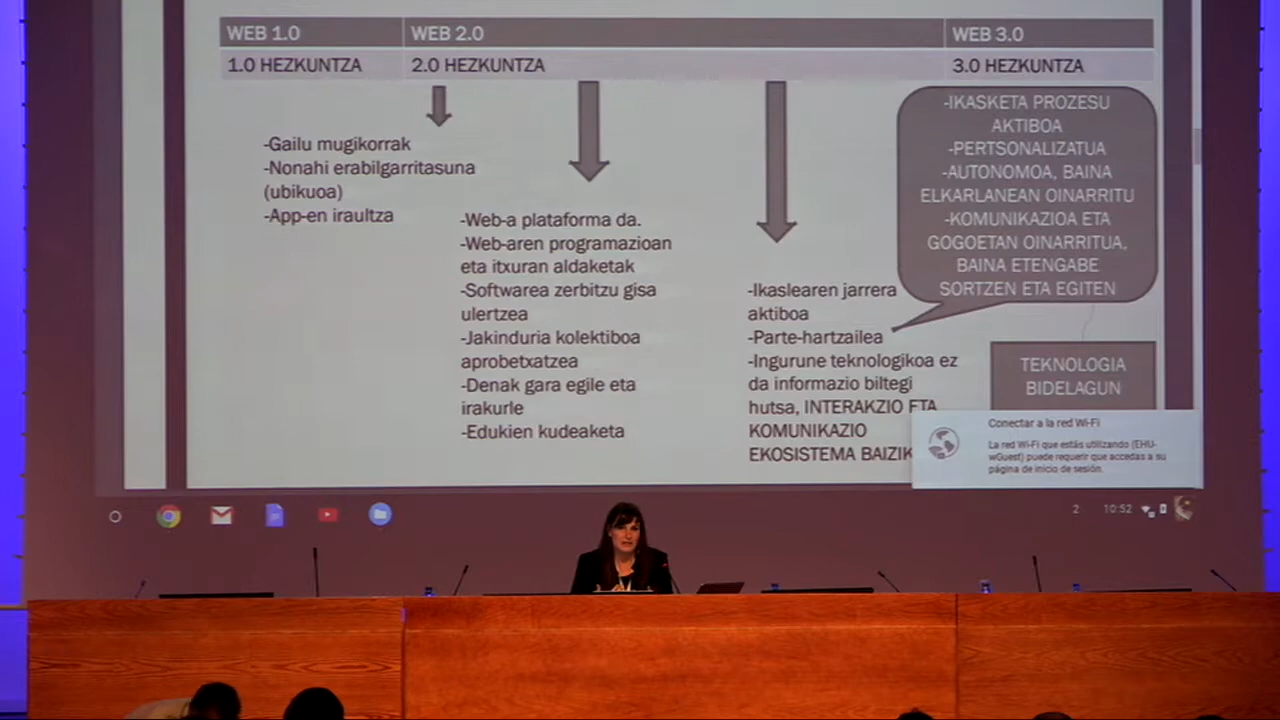 WEB 1.0
WEB 2.0
WEB 3.0
1.0 HEZKUNTZA
2.0 HEZKUNTZA
3.0 HEZKUNTZA
-Gailu mugikorrak
-Nonahi erabilgarritasuna
(ubikuoa)
-App-en iraultza
-Web-a plataforma da.
-Web-aren programazioan
eta itxuran aldaketak
-Softwarea zerbitzu gisa
ulertzea
-Jakinduria kolektiboa
aprobetxatzea
-Denak gara egile eta
irakurle
-Edukien kudeaketa
-Ikaslearen jarrera
aktiboa
-Parte-hartzailea
-Ingurune teknologikoa ez
da informazio biltegi
hutsa, INTERAKZIO ETA
KOMUNIKAZIO
EKOSISTEMA BAIZIK
-IKASKETA PROZESU
AKTIBOA
-PERTSONALIZATUA
-AUTONOMOA, BAINA
ELKARLANEAN OINARRITU
-KOMUNIKAZIOA ETA
GOGOETAN OINARRITUA,
BAINA ETENGABE
SORTZEN ETA EGITEN
TEKNOLOGIA
BIDELAGUN
Conectar a la red Wi-Fi
La red Wi-Fi que estás utilizando (EHU-
wGuest) puede requerir que accedas a su
página de inicio de sesión.
2 10:52